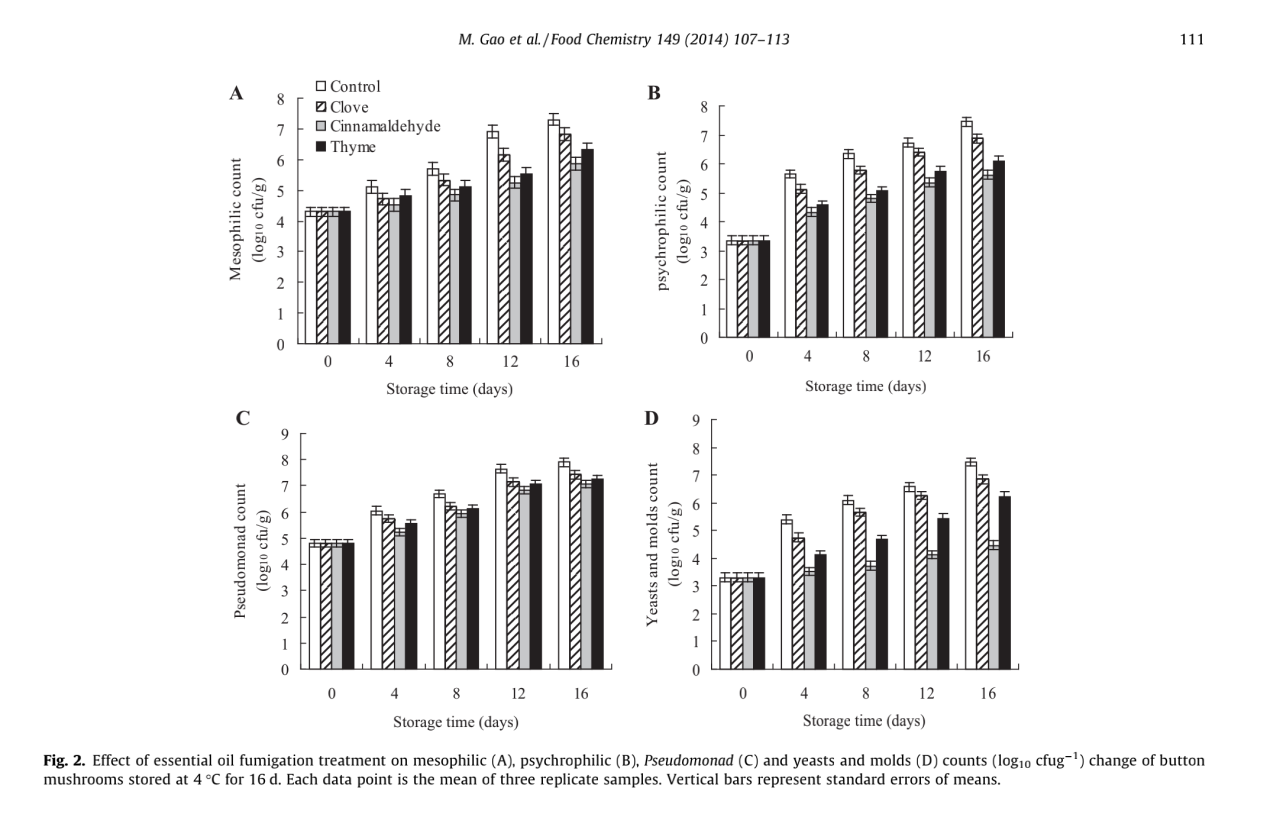 M. Gao et al. / Food Chemistry 149 (2014) 107–113
111
A
Control
Clove
Cinnamaldehyde
Thyme
8
7
6
5
4
3
2
1
0
Mesophilic count
(log10 cfu/g)
0 4 8 12 16
Storage time (days)
B
8
7
6
5
4
3
2
1
0
psychrophilic count
(log10 cfu/g)
0 4 8 12 16
Storage time (days)
C
9
8
7
6
5
4
3
2
1
0
Pseudomonad count
(log10 cfu/g)
0 4 8 12 16
Storage time (days)
D
9
8
7
6
5
4
3
2
1
0
Yeasts and molds count
(log10 cfu/g)
0 4 8 12 16
Storage time (days)
Fig. 2. Effect of essential oil fumigation treatment on mesophilic (A), psychrophilic (B), Pseudomonad (C) and yeasts and molds (D) counts (log₁₀ cfug⁻¹) change of button
mushrooms stored at 4 °C for 16 d. Each data point is the mean of three replicate samples. Vertical bars represent standard errors of means.